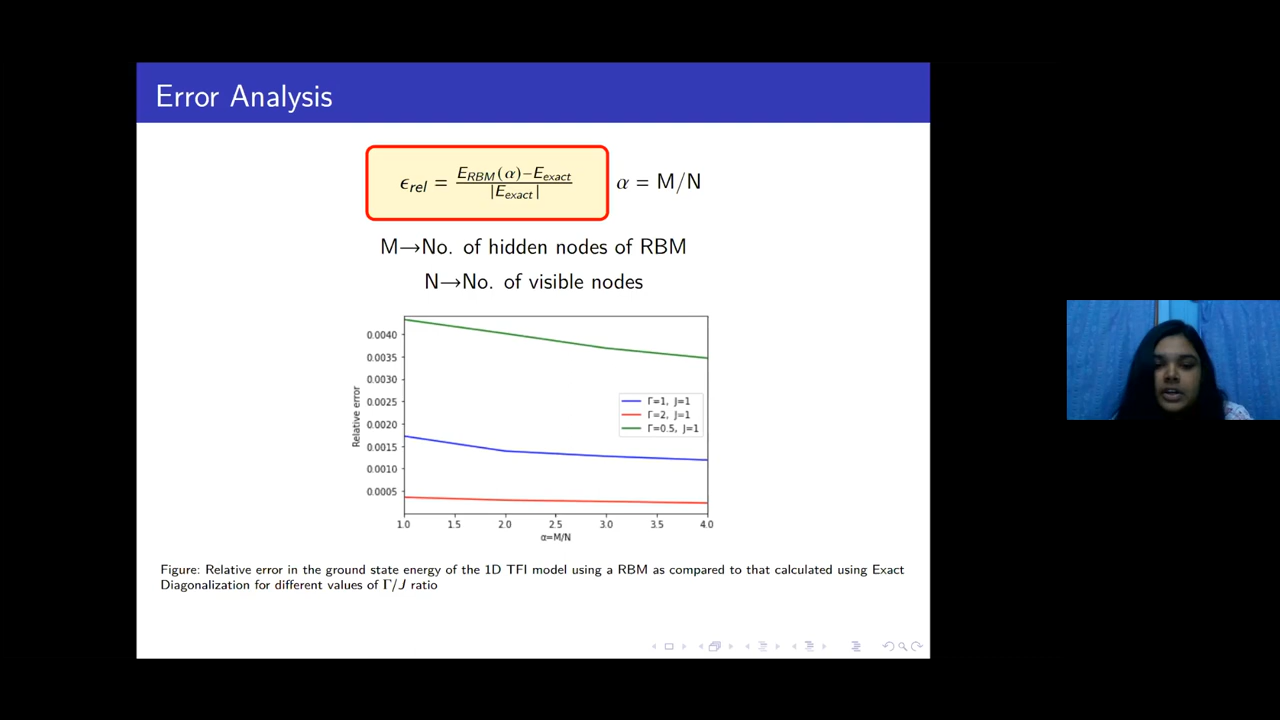 Error Analysis
ϵrel = ERBM(α)−Eexact / |Eexact| α = M/N
M→No. of hidden nodes of RBM
N→No. of visible nodes
0.0040
0.0035
0.0030
0.0025
0.0020
0.0015
0.0010
0.0005
Relative error
Γ=1, J=1
Γ=2, J=1
Γ=0.5, J=1
1.0 1.5 2.0 2.5 3.0 3.5 4.0
α=M/N
Figure: Relative error in the ground state energy of the 1D TFI model using a RBM as compared to that calculated using Exact
Diagonalization for different values of Γ/J ratio